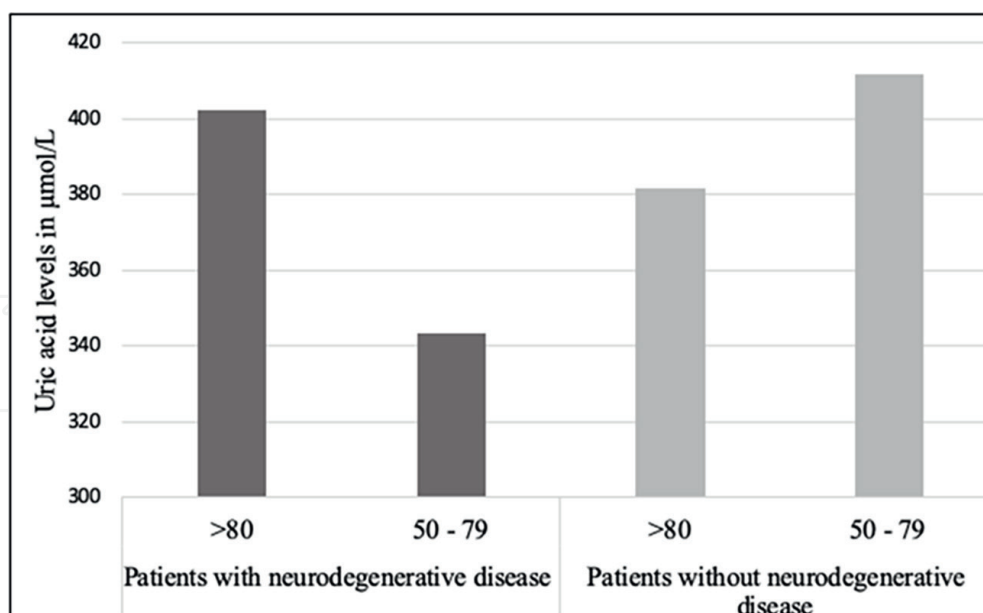 Uric acid levels in µmol/L
420
400
380
360
340
320
300
>80
50 - 79
>80
50 - 79
Patients with neurodegenerative disease
Patients without neurodegenerative
disease